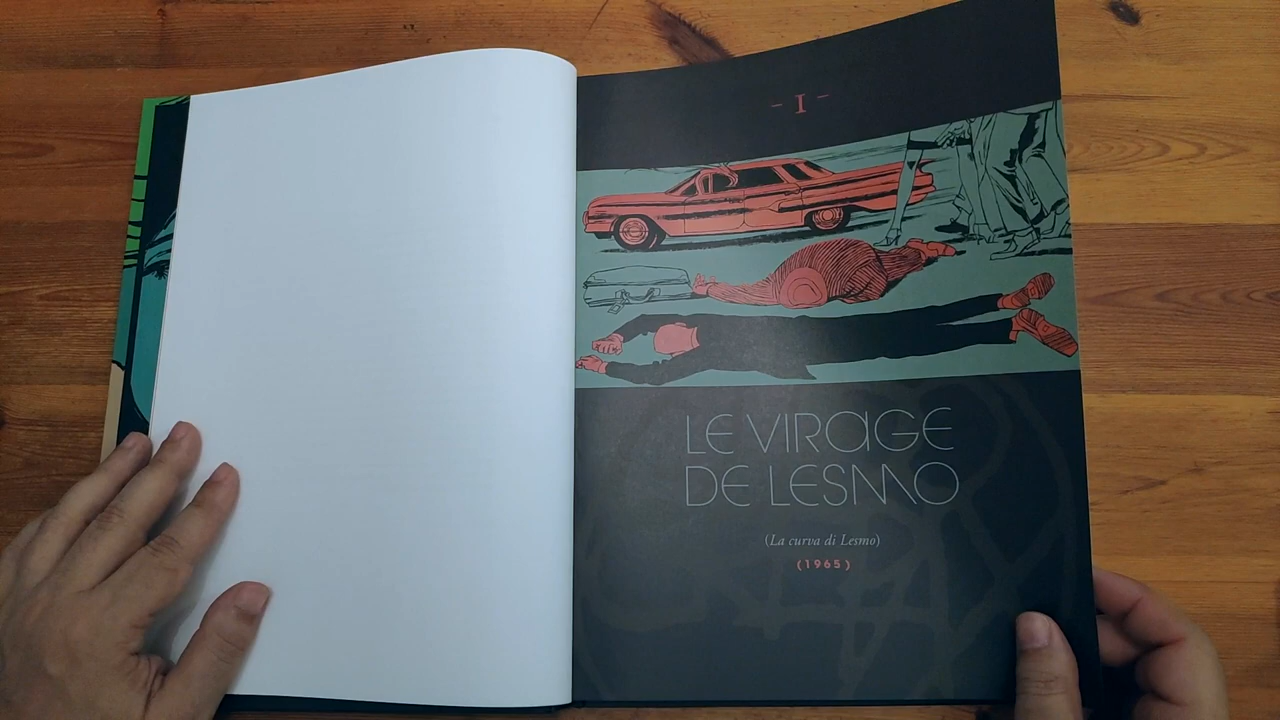 - I -
LE VIRAGE
DE LESMO
(La curva di Lesmo)
(1965)